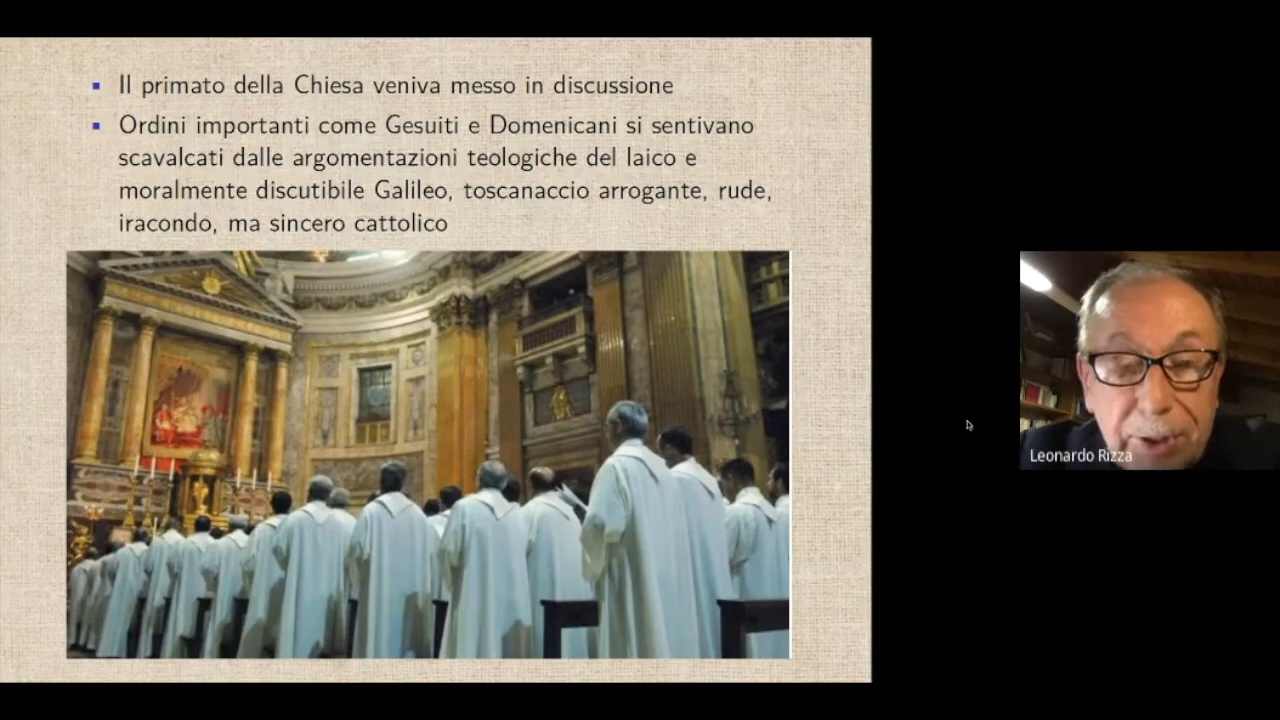 Il primato della Chiesa veniva messo in discussione
Ordini importanti come Gesuiti e Domenicani si sentivano
scavalcati dalle argomentazioni teologiche del laico e
moralmente discutibile Galileo, toscanaccio arrogante, rude,
iracondo, ma sincero cattolico
Leonardo Rizza